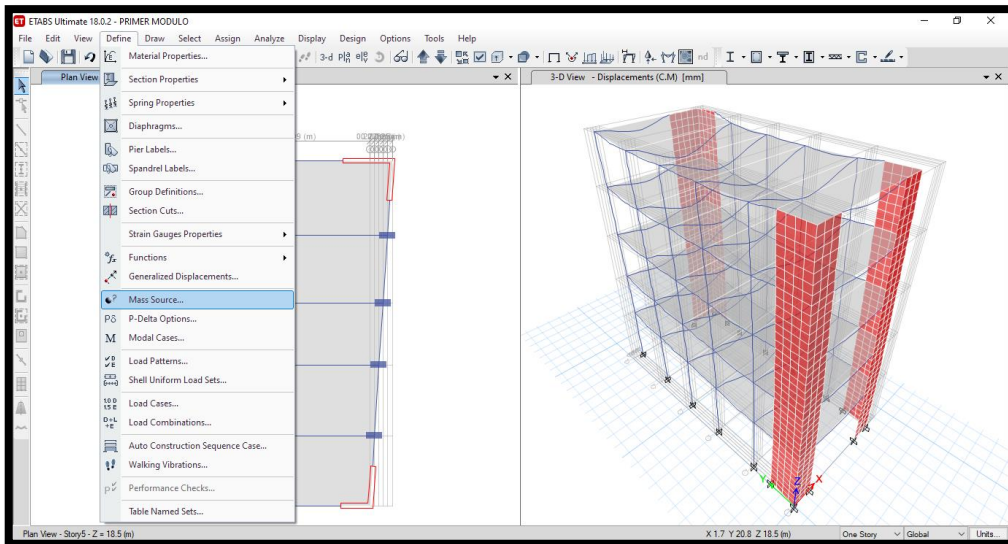 ETABS Ultimate 18.0.2 - PRIMER MODULO
File Edit View Define Draw Select Assign Analyze Display Design Options Tools Help
3-d nd
Plan View
3-D View - Displacements (C.M) [mm]
Material Properties...
Section Properties
Spring Properties
Diaphragms...
Pier Labels...
Spandrel Labels...
Group Definitions...
Section Cuts...
Strain Gauges Properties
Functions
Generalized Displacements...
Mass Source...
P-Delta Options...
Modal Cases...
Load Patterns...
Shell Uniform Load Sets...
Load Cases...
Load Combinations...
Auto Construction Sequence Case...
Walking Vibrations...
Performance Checks...
Table Named Sets...
9 (m)
Y Z X
Plan View - Story5 - Z = 18.5 (m) X 1.7 Y 20.8 Z 18.5 (m) One Story Global Units...